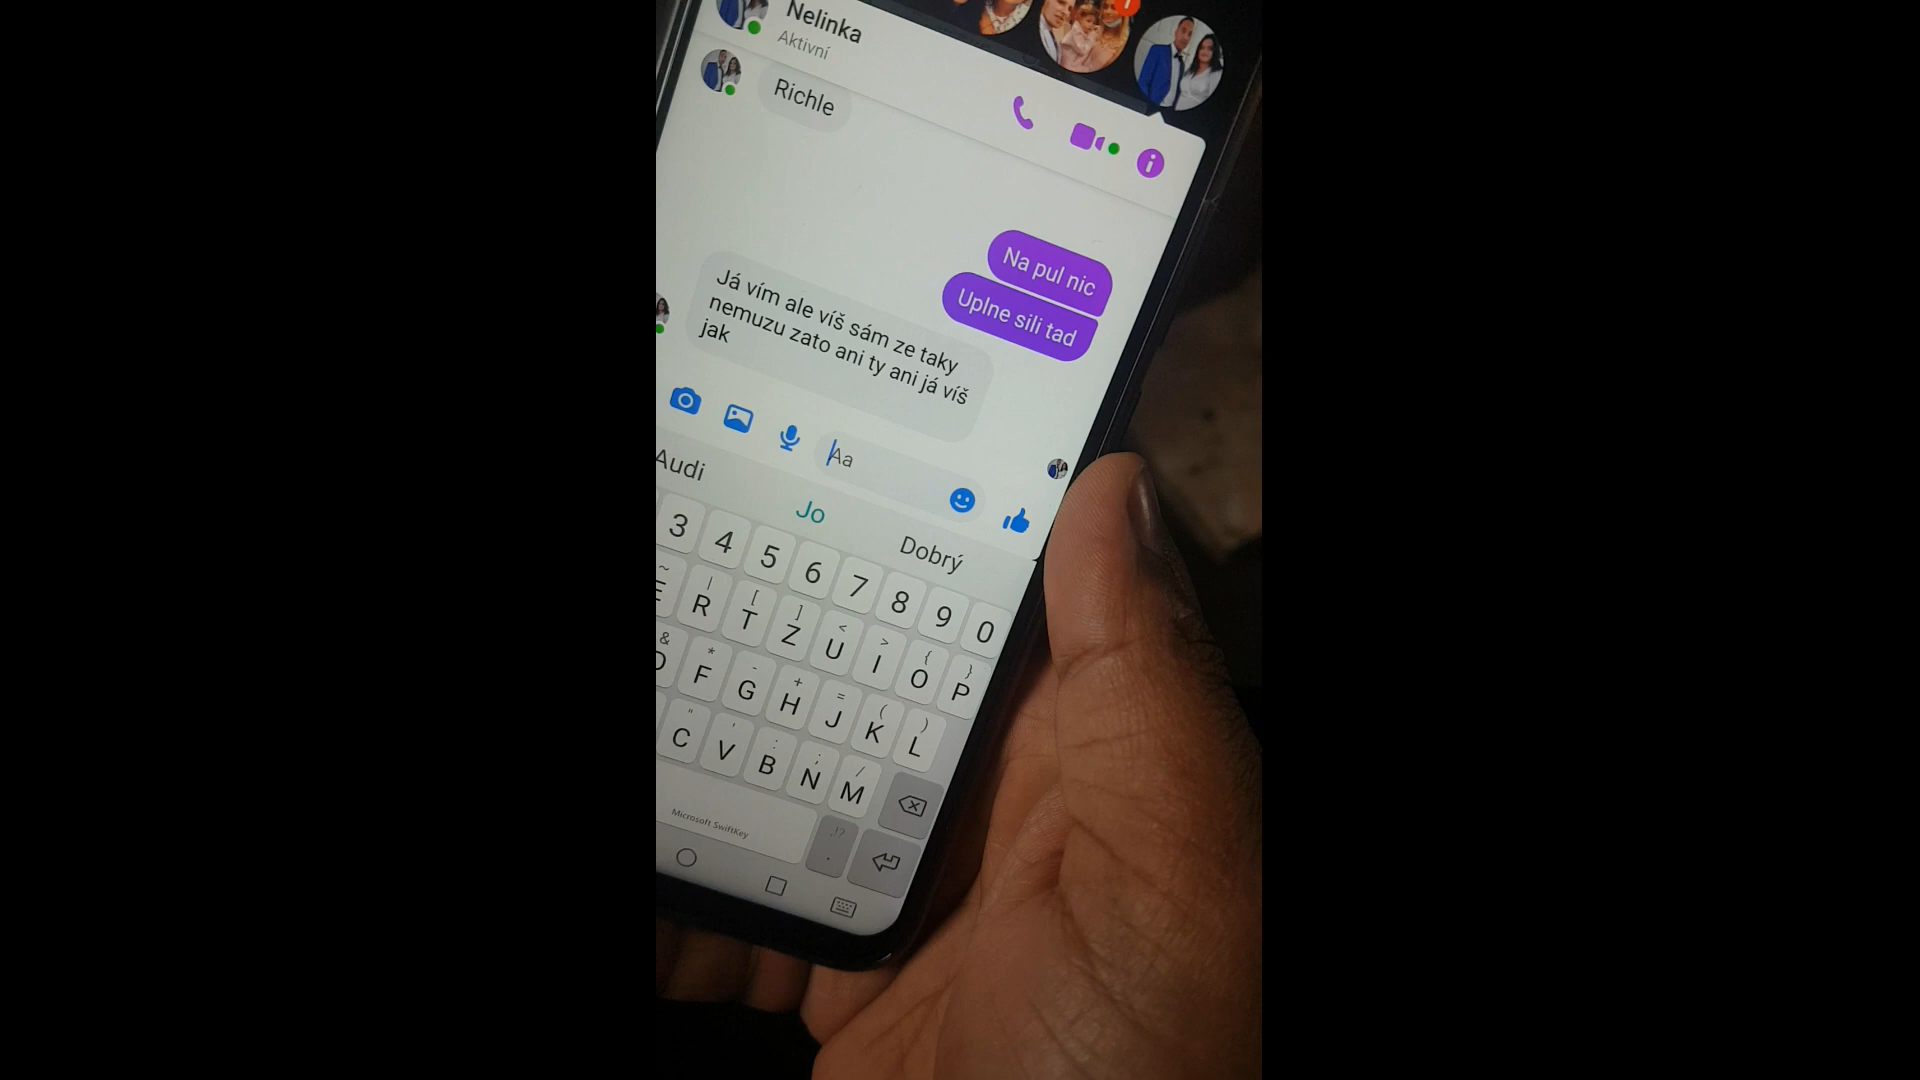 Nelinka
Aktivní
Richle
Na pul nic
Uplne sili tad
Já vím ale víš sám ze taky
nemuzu zato ani ty ani já víš
jak
Aa
Audi Jo Dobrý
3 4 5 6 7 8 9 0
~ | [ ] < > { }
E R T Z U I O P
& * - + = ( )
D F G H J K L
" ' : ; /
C V B N M
Microsoft SwiftKey ,!? .